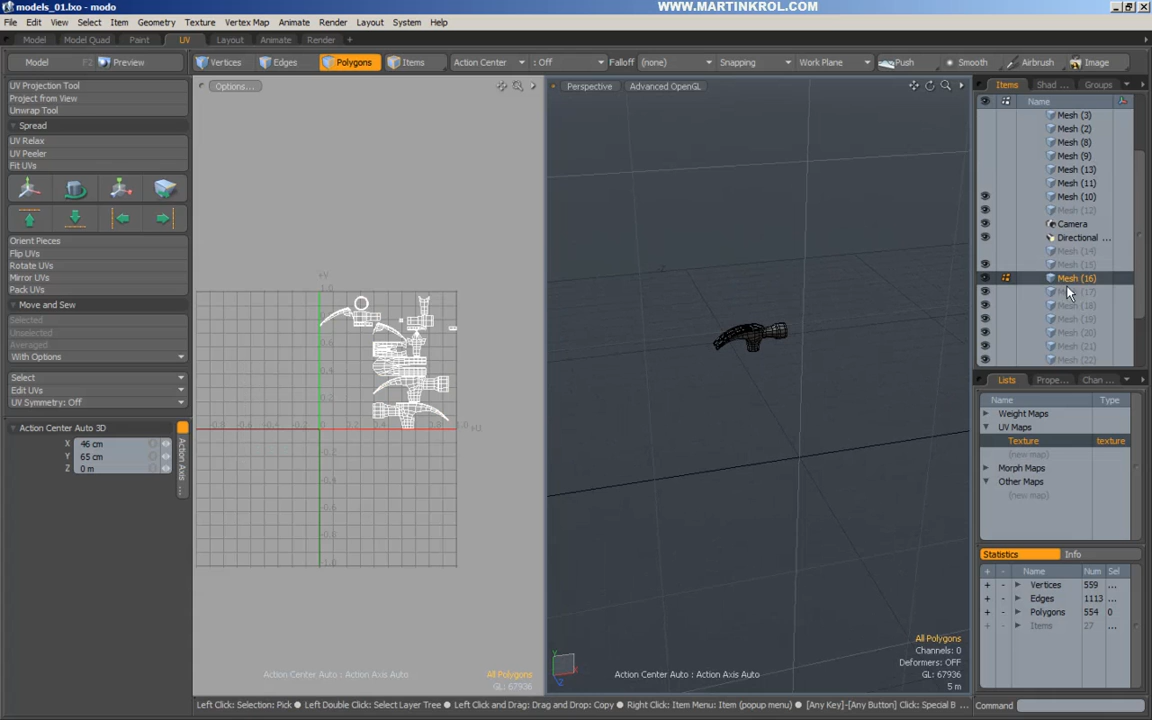 models_01.lxo - modo
WWW.MARTINKROL.COM
File Edit View Select Item Geometry Texture Vertex Map Animate Render Layout System Help
Model Model Quad Paint UV Layout Animate Render +
Model F2 Preview Vertices Edges Polygons Items Action Center : Off Falloff (none) Snapping Work Plane Push Smooth Airbrush Image
UV Projection Tool
Project from View
Unwrap Tool
Spread
UV Relax
UV Peeler
Fit UVs
Orient Pieces
Flip UVs
Rotate UVs
Mirror UVs
Pack UVs
Move and Sew
Selected
Selected
Averaged
With Options
Select
Edit UVs
UV Symmetry: Off
Action Center Auto 3D
X 46 cm
Y 65 cm
Z 0 m
Action Axis ...
Options...
Action Center Auto : Action Axis Auto
All Polygons
GL: 67936
Perspective Advanced OpenGL
All Polygons
Channels: 0
Deformers: OFF
GL: 67936
5 m
Action Center Auto : Action Axis Auto
Items Shad ... Groups
Name
Mesh (3)
Mesh (2)
Mesh (8)
Mesh (9)
Mesh (13)
Mesh (11)
Mesh (10)
Mesh (12)
Camera
Directional ...
Mesh (14)
Mesh (15)
Mesh (16)
Mesh (17)
Mesh (18)
Mesh (19)
Mesh (20)
Mesh (21)
Mesh (22)
Lists Prope... Chan ...
Name Type
Weight Maps
UV Maps
Texture texture
(new map)
Morph Maps
Other Maps
(new map)
Statistics Info
Name Num Sel
Vertices 559 ...
Edges 1113 ...
Polygons 554 0
Items 27 ...
Left Click: Selection: Pick ● Left Double Click: Select Layer Tree ● Left Click and Drag: Drag and Drop: Copy ● Right Click: Item Menu: Item (popup menu) ● [Any Key]-[Any Button] Click: Special B ...
Command